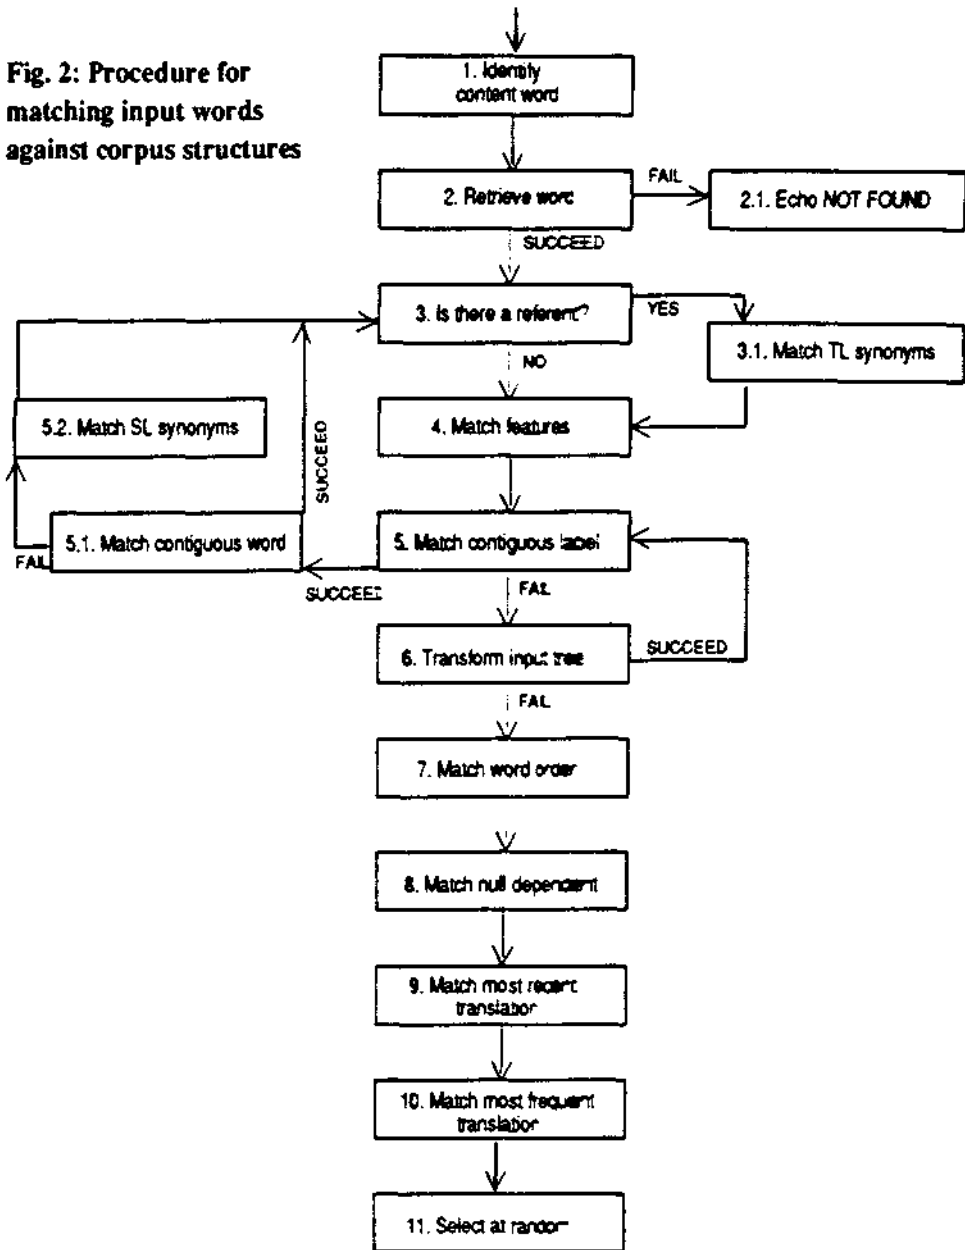 Fig. 2: Procedure for
matching input words
against corpus structures
1. Identify
content word
2. Retrieve word
FAIL
2.1. Echo NOT FOUND
SUCCEED
3. Is there a referent?
YES
3.1. Match TL synonyms
NO
5.2. Match SL synonyms
4. Match features
SUCCEED
5.1. Match contiguous word
5. Match contiguous label
FAIL
SUCCEED
FAIL
6. Transform input tree
SUCCEED
FAIL
7. Match word order
8. Match null dependent
9. Match most recent
translation
10. Match most frequent
translation
11. Select at random